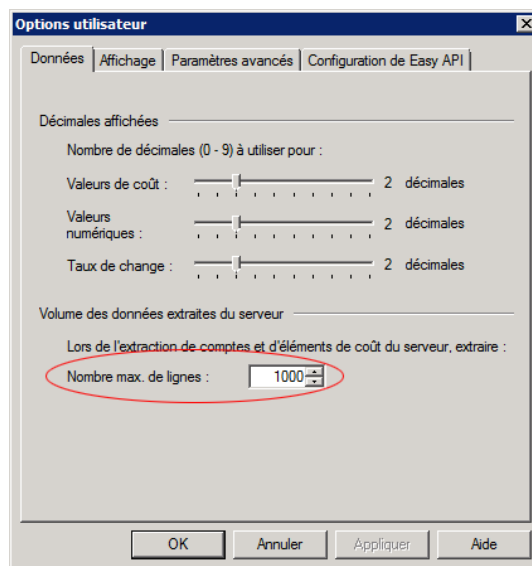 Options utilisateur
Données Affichage Paramètres avancés Configuration de Easy API
Décimales affichées
Nombre de décimales (0 - 9) à utiliser pour :
Valeurs de coût : 2 décimales
Valeurs
numériques : 2 décimales
Taux de change : 2 décimales
Volume des données extraites du serveur
Lors de l'extraction de comptes et d'éléments de coût du serveur, extraire :
Nombre max. de lignes : 1000
OK Annuler Appliquer Aide